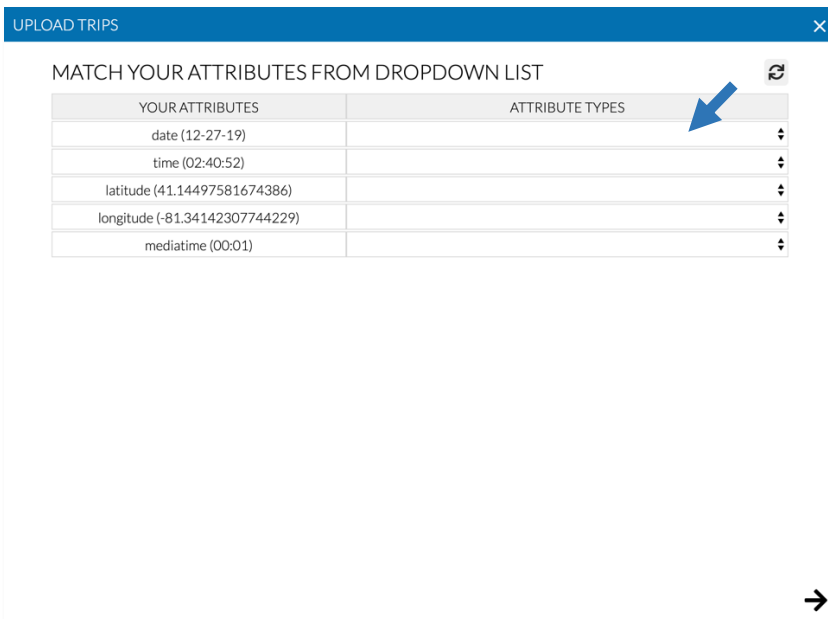 UPLOAD TRIPS
MATCH YOUR ATTRIBUTES FROM DROPDOWN LIST
YOUR ATTRIBUTES ATTRIBUTE TYPES
date (12-27-19)
time (02:40:52)
latitude (41.14497581674386)
longitude (-81.34142307744229)
mediatime (00:01)